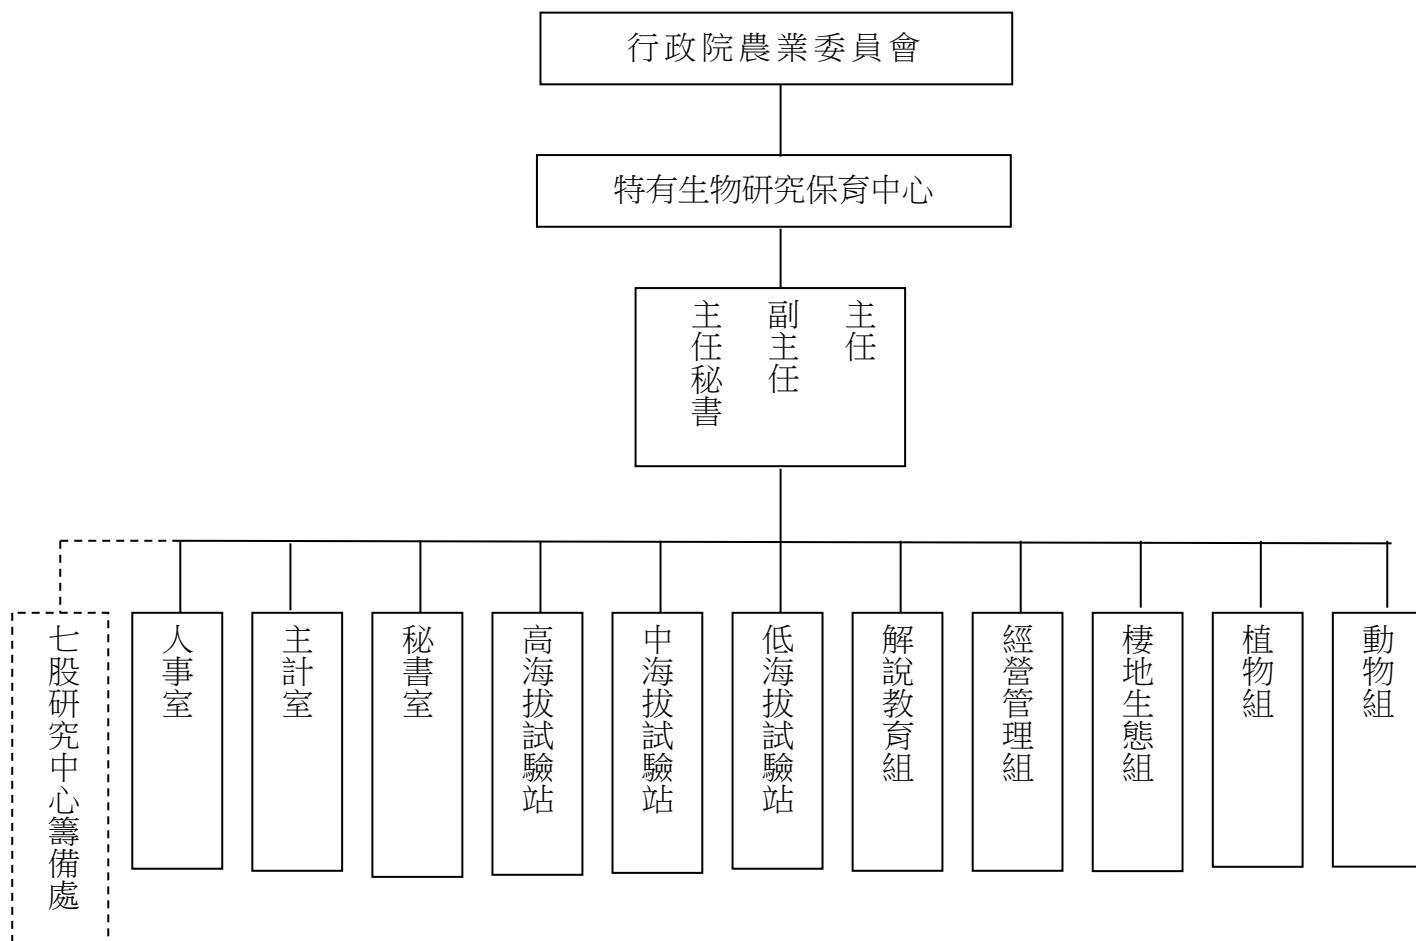 行政院農業委員會
特有生物研究保育中心
主任
副主任
主任秘書
動物組
植物組
棲地生態組
經營管理組
解說教育組
低海拔試驗站
中海拔試驗站
高海拔試驗站
秘書室
主計室
人事室
七股研究中心籌備處